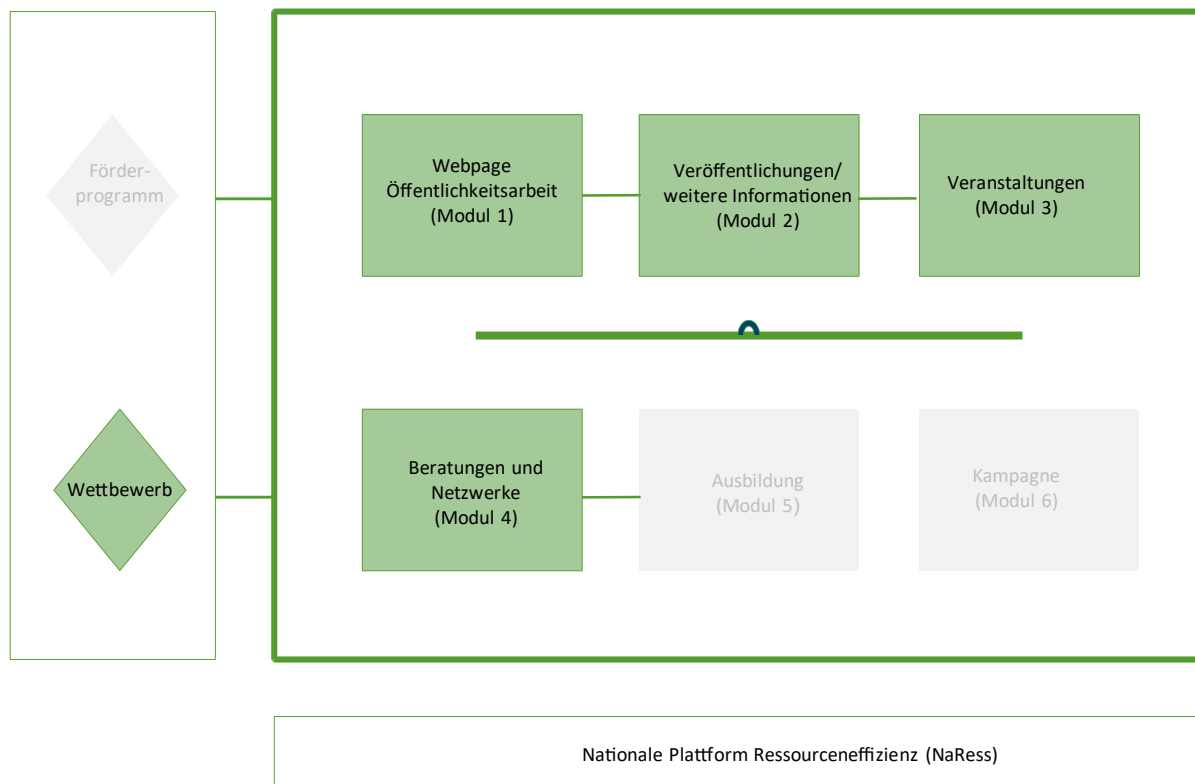 Förder-
programm
Webpage
Öffentlichkeitsarbeit
(Modul 1)
Veröffentlichungen/
weitere Informationen
(Modul 2)
Veranstaltungen
(Modul 3)
Wettbewerb
Beratungen und
Netzwerke
(Modul 4)
Ausbildung
(Modul 5)
Kampagne
(Modul 6)
Nationale Plattform Ressourceneffizienz (NaRess)